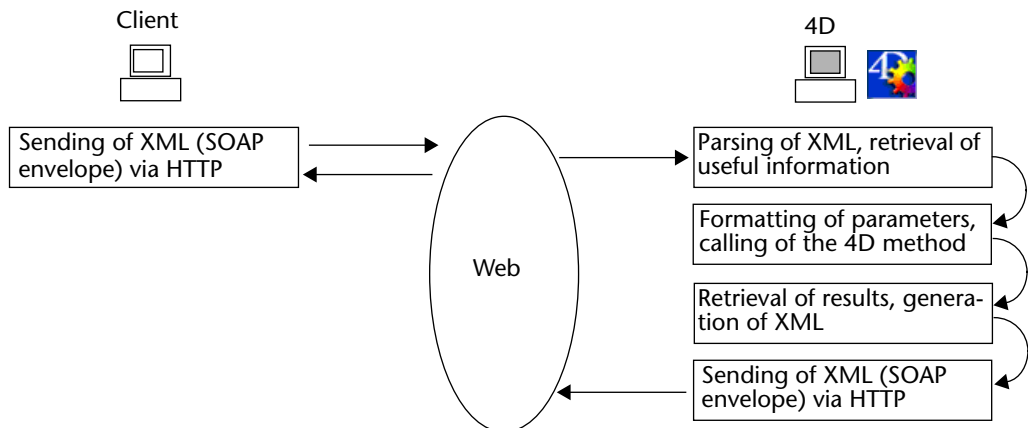 Client
4D
4D
Sending of XML (SOAP
envelope) via HTTP
Parsing of XML, retrieval of
useful information
Formatting of parameters,
calling of the 4D method
Web
Retrieval of results, genera-
tion of XML
Sending of XML (SOAP
envelope) via HTTP